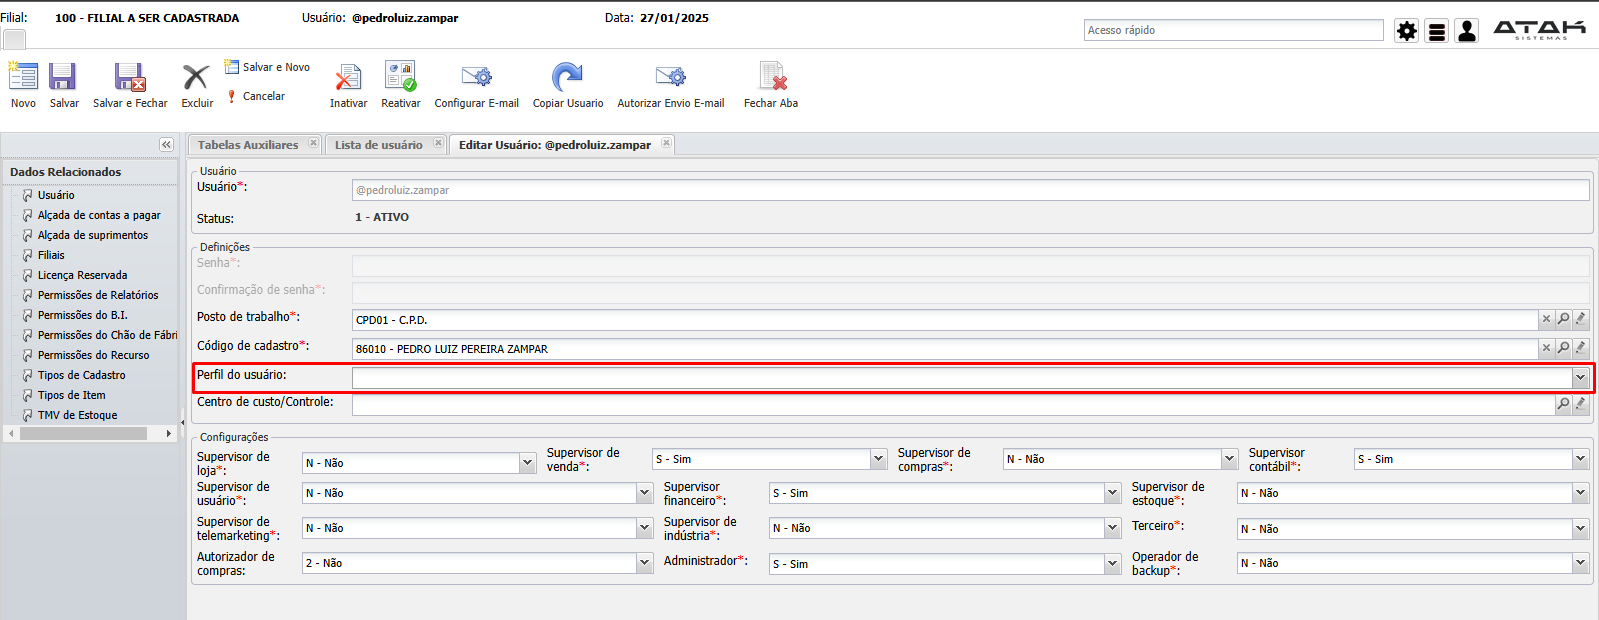 Filial: 100 - FILIAL A SER CADASTRADA Usuário: @pedroluiz.zampar Data: 27/01/2025
Acesso rápido
ATAK
SISTEMAS
Novo
Salvar
Salvar e Fechar
Excluir
Salvar e Novo
Cancelar
Inativar
Reativar
Configurar E-mail
Copiar Usuario
Autorizar Envio E-mail
Fechar Aba
Tabelas Auxiliares
Lista de usuário
Editar Usuário: @pedroluiz.zampar
Dados Relacionados
Usuário
Alçada de contas a pagar
Alçada de suprimentos
Filiais
Licença Reservada
Permissões de Relatórios
Permissões do B.I.
Permissões do Chão de Fábri
Permissões do Recurso
Tipos de Cadastro
Tipos de Item
TMV de Estoque
Usuário
Usuário*: @pedroluiz.zampar
Status: 1 - ATIVO
Definições
Senha*:
Confirmação de senha*:
Posto de trabalho*: CPD01 - C.P.D.
Código de cadastro*: 86010 - PEDRO LUIZ PEREIRA ZAMPAR
Perfil do usuário:
Centro de custo/Controle:
Configurações
Supervisor de loja*: N - Não
Supervisor de venda*: S - Sim
Supervisor de compras*: N - Não
Supervisor contábil*: S - Sim
Supervisor de usuário*: N - Não
Supervisor financeiro*: S - Sim
Supervisor de estoque*: N - Não
Supervisor de telemarketing*: N - Não
Supervisor de indústria*: N - Não
Terceiro*: N - Não
Autorizador de compras: 2 - Não
Administrador*: S - Sim
Operador de backup*: N - Não